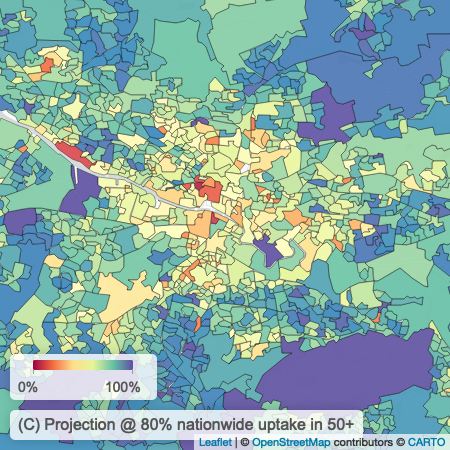 0% 100%
(C) Projection @ 80% nationwide uptake in 50+
Leaflet | © OpenStreetMap contributors © CARTO